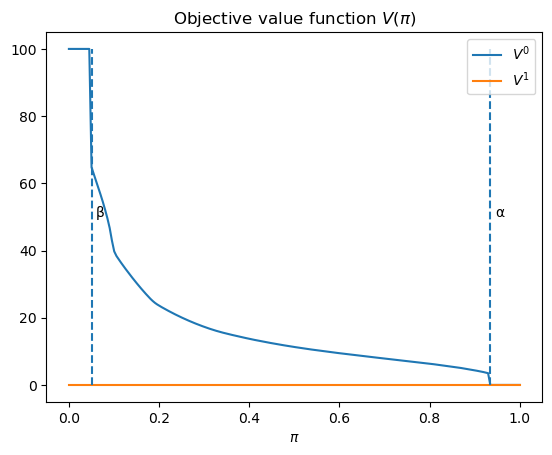 Objective value function V(π)
V⁰
V¹
100
80
60
40
20
0
β
α
0.0 0.2 0.4 0.6 0.8 1.0
π